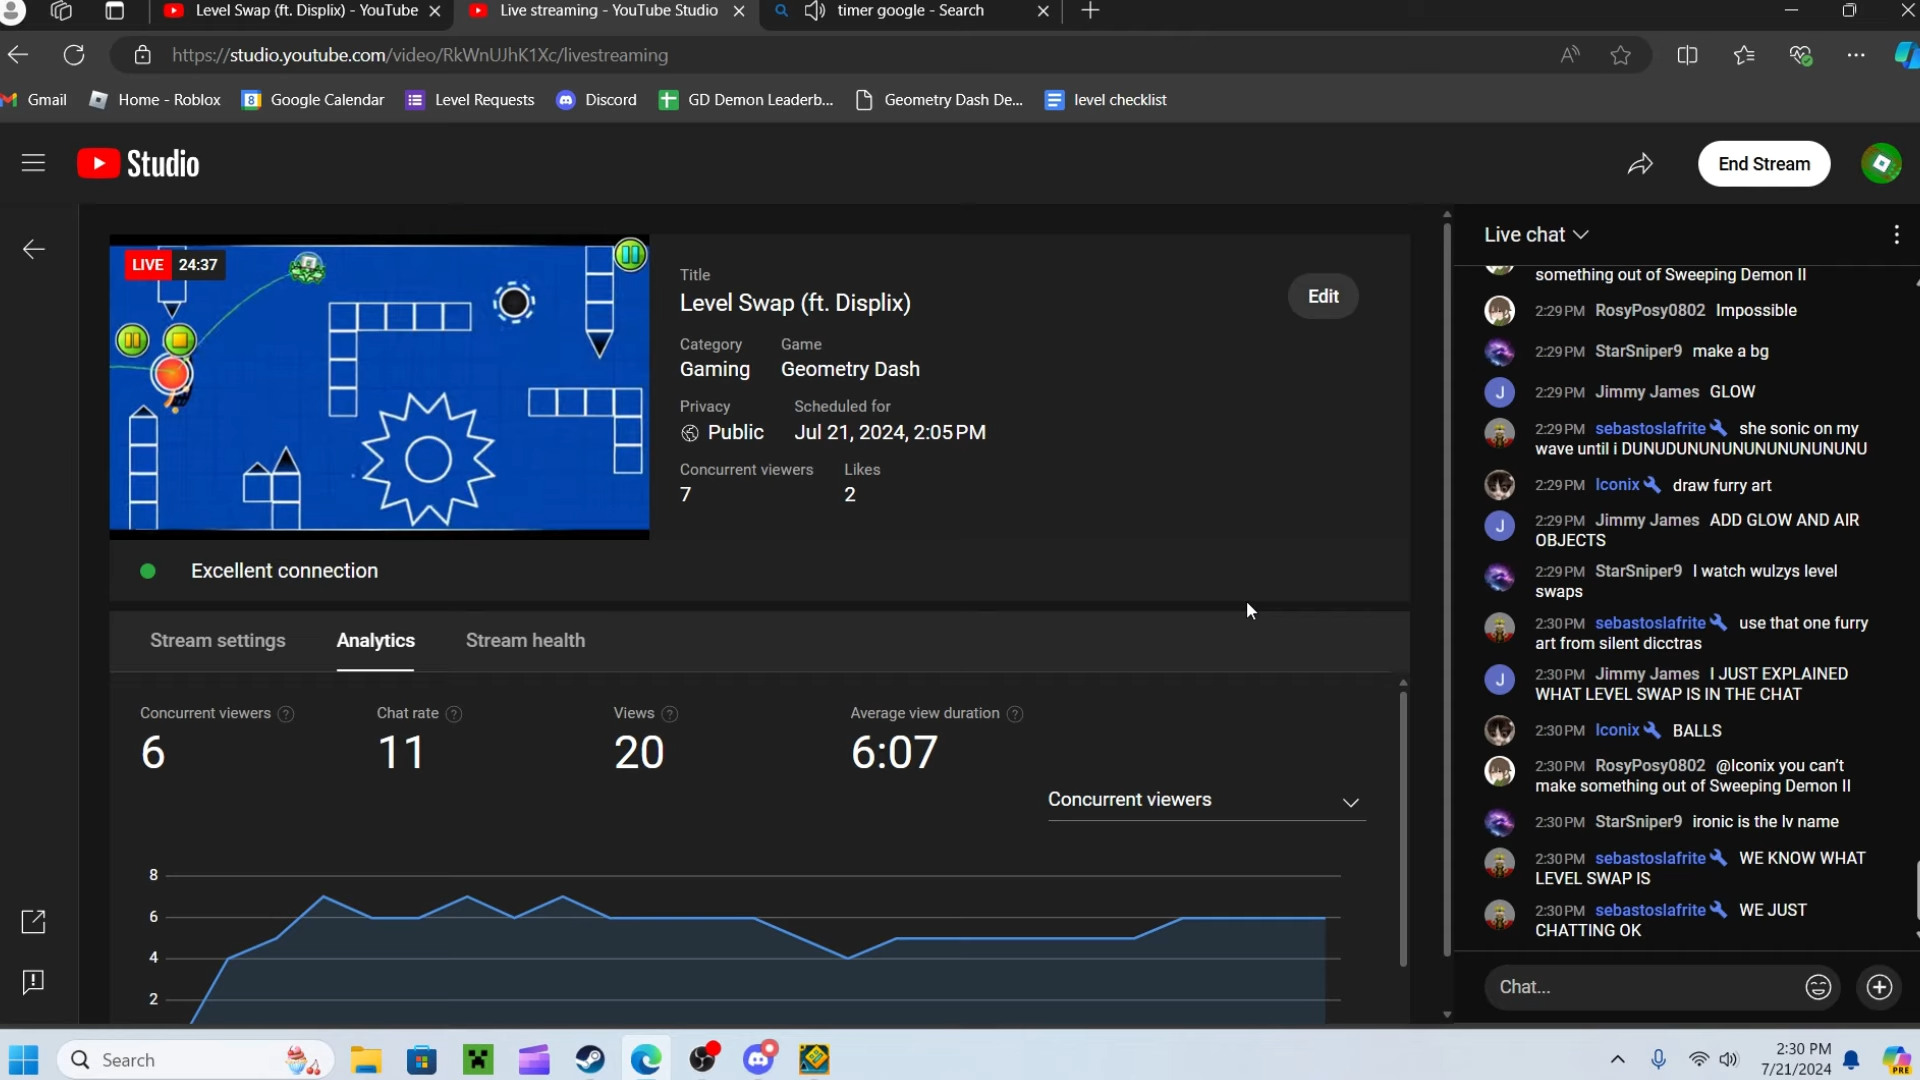 Level Swap (ft. Displix) - YouTube
Live streaming - YouTube Studio
timer google - Search
https://studio.youtube.com/video/RkWnUJhK1Xc/livestreaming
Gmail
Home - Roblox
8
Google Calendar
Level Requests
Discord
GD Demon Leaderb...
Geometry Dash De...
level checklist
Studio
End Stream
LIVE 24:37
Title
Level Swap (ft. Displix)
Edit
Category Game
Gaming Geometry Dash
Privacy Scheduled for
Public Jul 21, 2024, 2:05 PM
Concurrent viewers Likes
7 2
Excellent connection
Stream settings Analytics Stream health
Concurrent viewers Chat rate Views Average view duration
6 11 20 6:07
Concurrent viewers
8
6
4
2
Live chat
something out of Sweeping Demon II
2:29 PM RosyPosy0802 Impossible
2:29 PM StarSniper9 make a bg
J 2:29 PM Jimmy James GLOW
2:29 PM sebastoslafrite she sonic on my
wave until i DUNUDUNUNUNUNUNUNUNU
2:29 PM Iconix draw furry art
J 2:29 PM Jimmy James ADD GLOW AND AIR
OBJECTS
2:29 PM StarSniper9 I watch wulzys level
swaps
2:30 PM sebastoslafrite use that one furry
art from silent dicctras
J 2:30 PM Jimmy James I JUST EXPLAINED
WHAT LEVEL SWAP IS IN THE CHAT
2:30 PM Iconix BALLS
2:30 PM RosyPosy0802 @Iconix you can't
make something out of Sweeping Demon II
2:30 PM StarSniper9 ironic is the lv name
2:30 PM sebastoslafrite WE KNOW WHAT
LEVEL SWAP IS
2:30 PM sebastoslafrite WE JUST
CHATTING OK
Chat...
Search
2:30 PM
7/21/2024
PRE